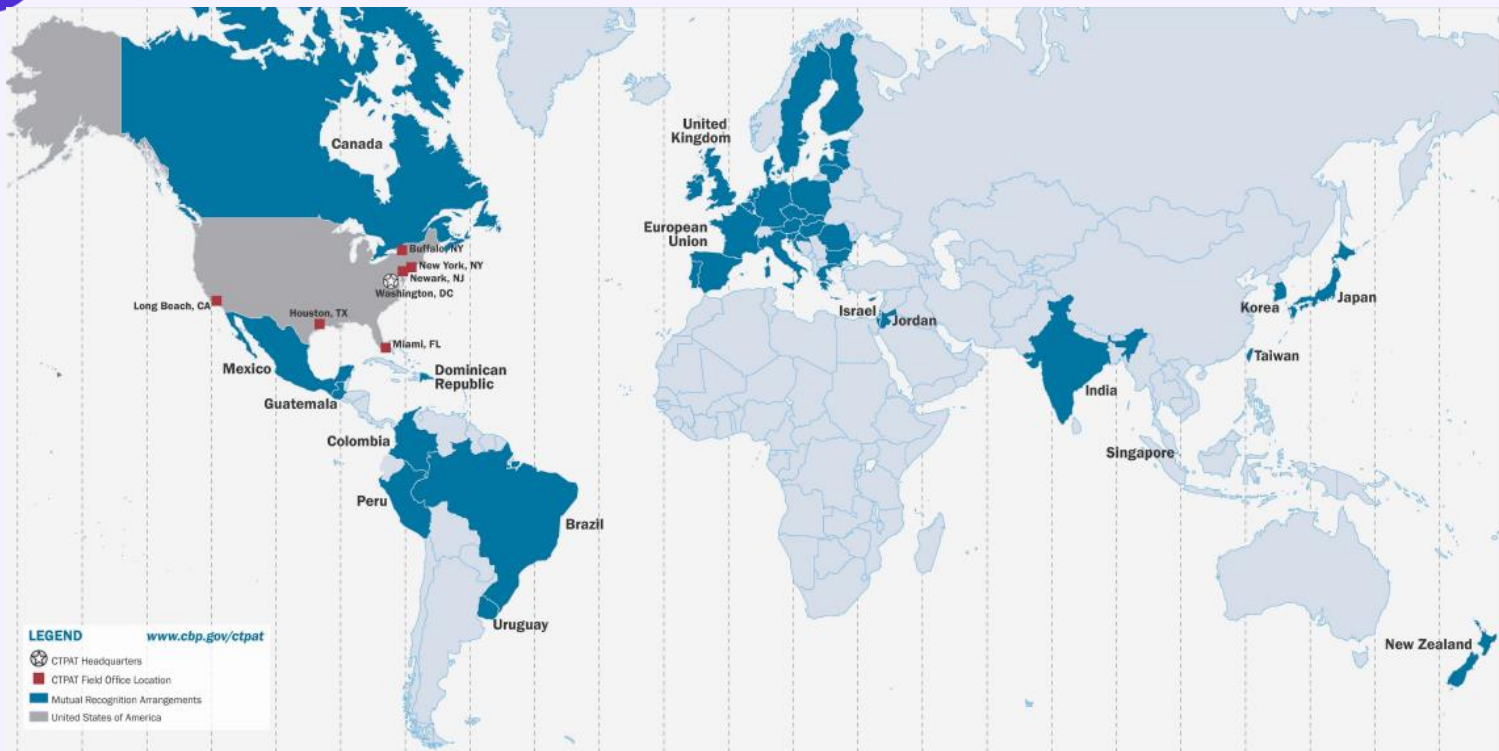 Canada
United
Kingdom
European
Union
Buffalo, NY
New York, NY
Newark, NJ
Washington, DC
Long Beach, CA
Houston, TX
Miami, FL
Mexico
Dominican
Republic
Guatemala
Colombia
Peru
Brazil
Uruguay
Israel
Jordan
India
Korea
Japan
Taiwan
Singapore
New Zealand
LEGEND
www.cbp.gov/ctpat
CTPAT Headquarters
CTPAT Field Office Location
Mutual Recognition Arrangements
United States of America